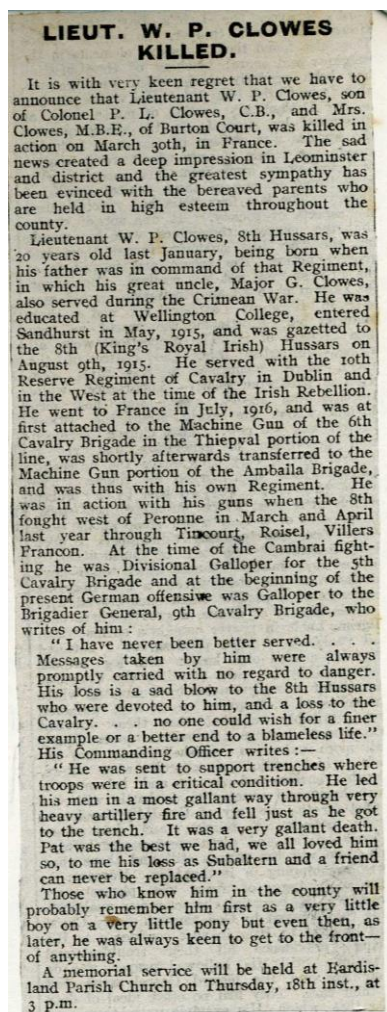 LIEUT. W. P. CLOWES
KILLED.
It is with very keen regret that we have to
announce that Lieutenant W. P. Clowes, son
of Colonel P. L. Clowes, C.B., and Mrs.
Clowes, M.B.E., of Burton Court, was killed in
action on March 30th, in France. The sad
news created a deep impression in Leominster
and district and the greatest sympathy has
been evinced with the bereaved parents who
are held in high esteem throughout the
county.
Lieutenant W. P. Clowes, 8th Hussars, was
20 years old last January, being born when
his father was in command of that Regiment,
in which his great uncle, Major G. Clowes,
also served during the Crimean War. He was
educated at Wellington College, entered
Sandhurst in May, 1915, and was gazetted to
the 8th (King's Royal Irish) Hussars on
August 9th, 1915. He served with the 10th
Reserve Regiment of Cavalry in Dublin and
in the West at the time of the Irish Rebellion.
He went to France in July, 1916, and was at
first attached to the Machine Gun of the 6th
Cavalry Brigade in the Thiepval portion of the
line, was shortly afterwards transferred to the
Machine Gun portion of the Amballa Brigade,
and was thus with his own Regiment. He
was in action with his guns when the 8th
fought west of Peronne in March and April
last year through Tincourt, Roisel, Villers
Francon. At the time of the Cambrai fight-
ing he was Divisional Galloper for the 5th
Cavalry Brigade and at the beginning of the
present German offensive was Galloper to the
Brigadier General, 9th Cavalry Brigade, who
writes of him :
" I have never been better served. . . .
Messages taken by him were always
promptly carried with no regard to danger.
His loss is a sad blow to the 8th Hussars
who were devoted to him, and a loss to the
Cavalry. . . no one could wish for a finer
example or a better end to a blameless life."
His Commanding Officer writes :—
" He was sent to support trenches where
troops were in a critical condition. He led
his men in a most gallant way through very
heavy artillery fire and fell just as he got
to the trench. It was a very gallant death.
Pat was the best we had, we all loved him
so, to me his loss as Subaltern and a friend
can never be replaced."
Those who know him in the county will
probably remember him first as a very little
boy on a very little pony but even then, as
later, he was always keen to get to the front—
of anything.
A memorial service will be held at Eardis-
land Parish Church on Thursday, 18th inst., at
3 p.m.